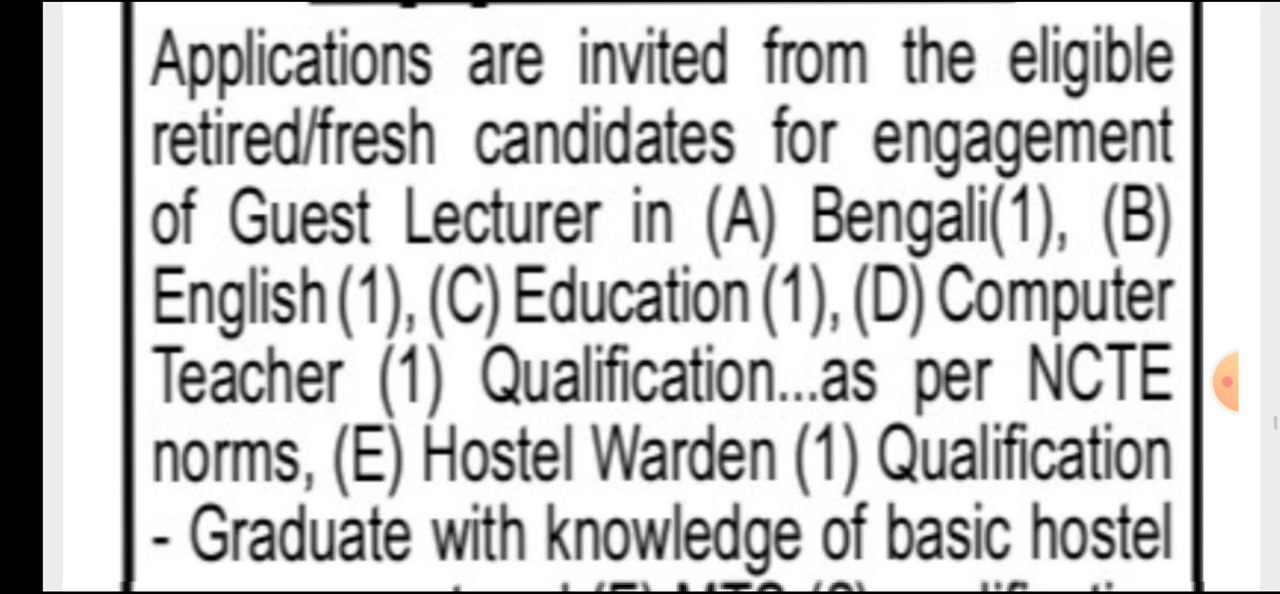 Applications are invited from the eligible
retired/fresh candidates for engagement
of Guest Lecturer in (A) Bengali(1), (B)
English (1), (C) Education (1), (D) Computer
Teacher (1) Qualification...as per NCTE
norms, (E) Hostel Warden (1) Qualification
- Graduate with knowledge of basic hostel